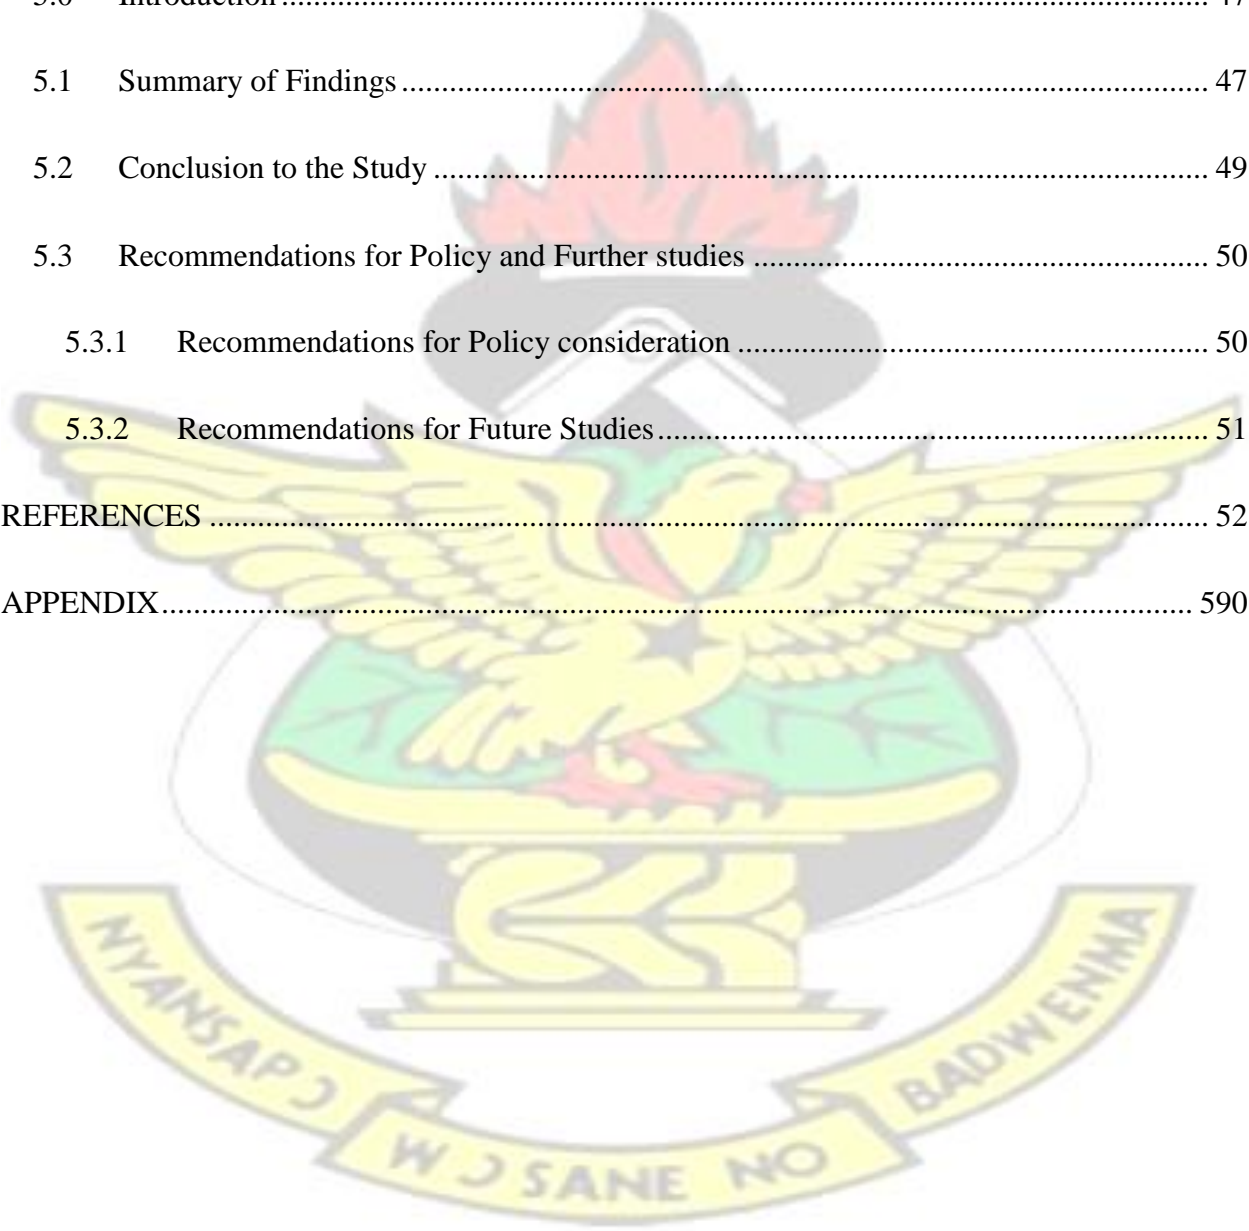 5.0 Introduction ........................................................................................................ 47
5.1 Summary of Findings ........................................................................................................ 47
5.2 Conclusion to the Study ........................................................................................................ 49
5.3 Recommendations for Policy and Further studies ........................................................................ 50
5.3.1 Recommendations for Policy consideration ........................................................................ 50
5.3.2 Recommendations for Future Studies ........................................................................ 51
REFERENCES ........................................................................................................ 52
APPENDIX ........................................................................................................ 590
NYANSAPƆ WƆSANE NO BADWENMA